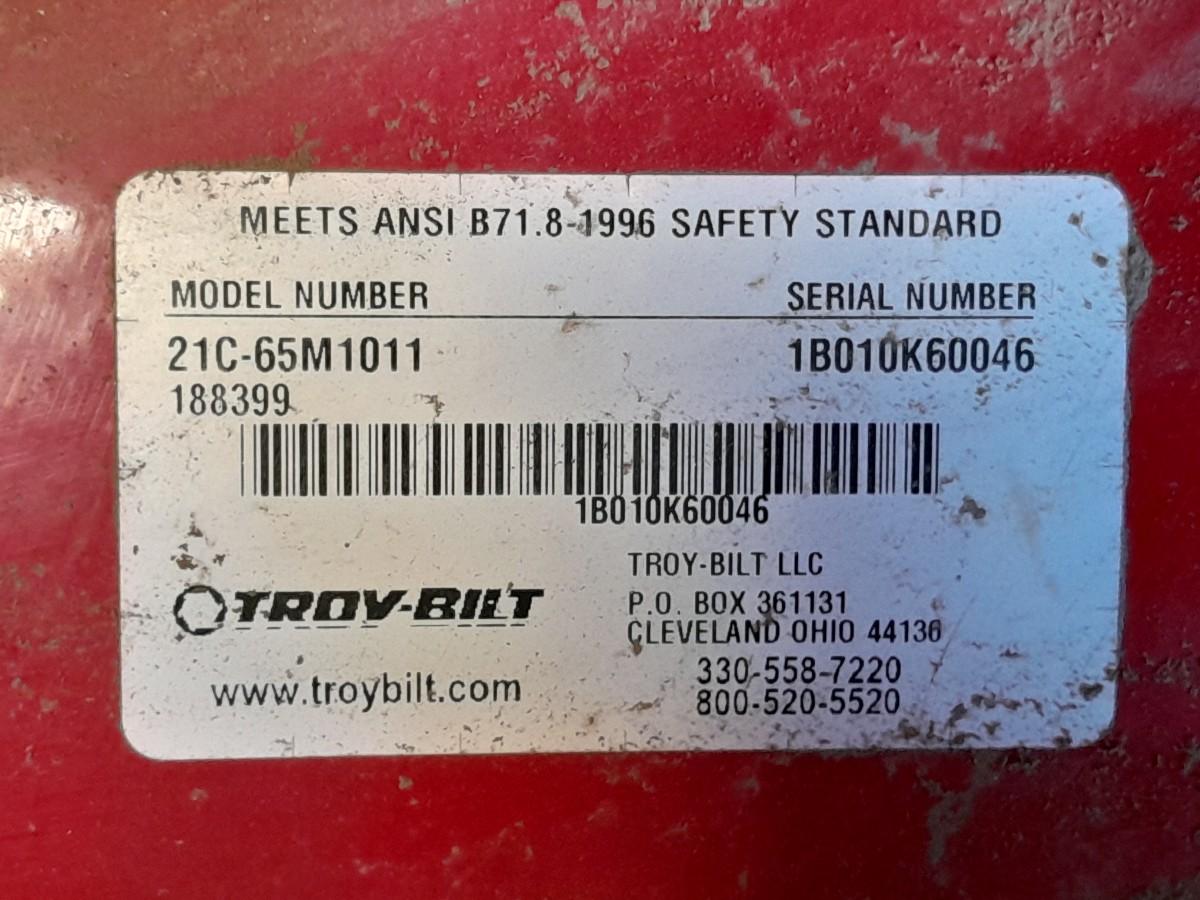 MEETS ANSI B71.8-1996 SAFETY STANDARD
MODEL NUMBER SERIAL NUMBER
21C-65M1011 1B010K60046
188399
1B010K60046
TROY-BILT
www.troybilt.com
TROY-BILT LLC
P.O. BOX 361131
CLEVELAND OHIO 44136
330-558-7220
800-520-5520